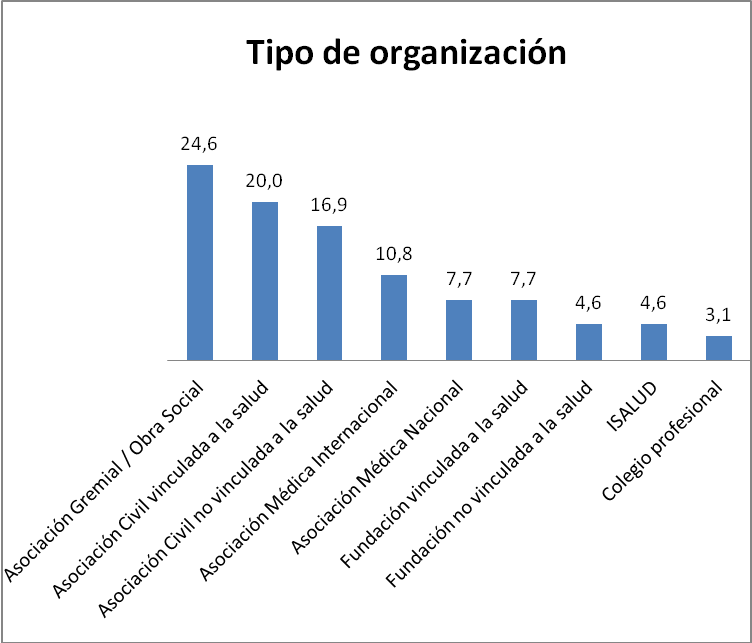 Tipo de organización
24,6
20,0
16,9
10,8
7,7
7,7
4,6
4,6
3,1
Asociación Gremial / Obra Social
Asociación Civil vinculada a la salud
Asociación Civil no vinculada a la salud
Asociación Médica Internacional
Asociación Médica Nacional
Fundación vinculada a la salud
Fundación no vinculada a la salud
ISALUD
Colegio profesional